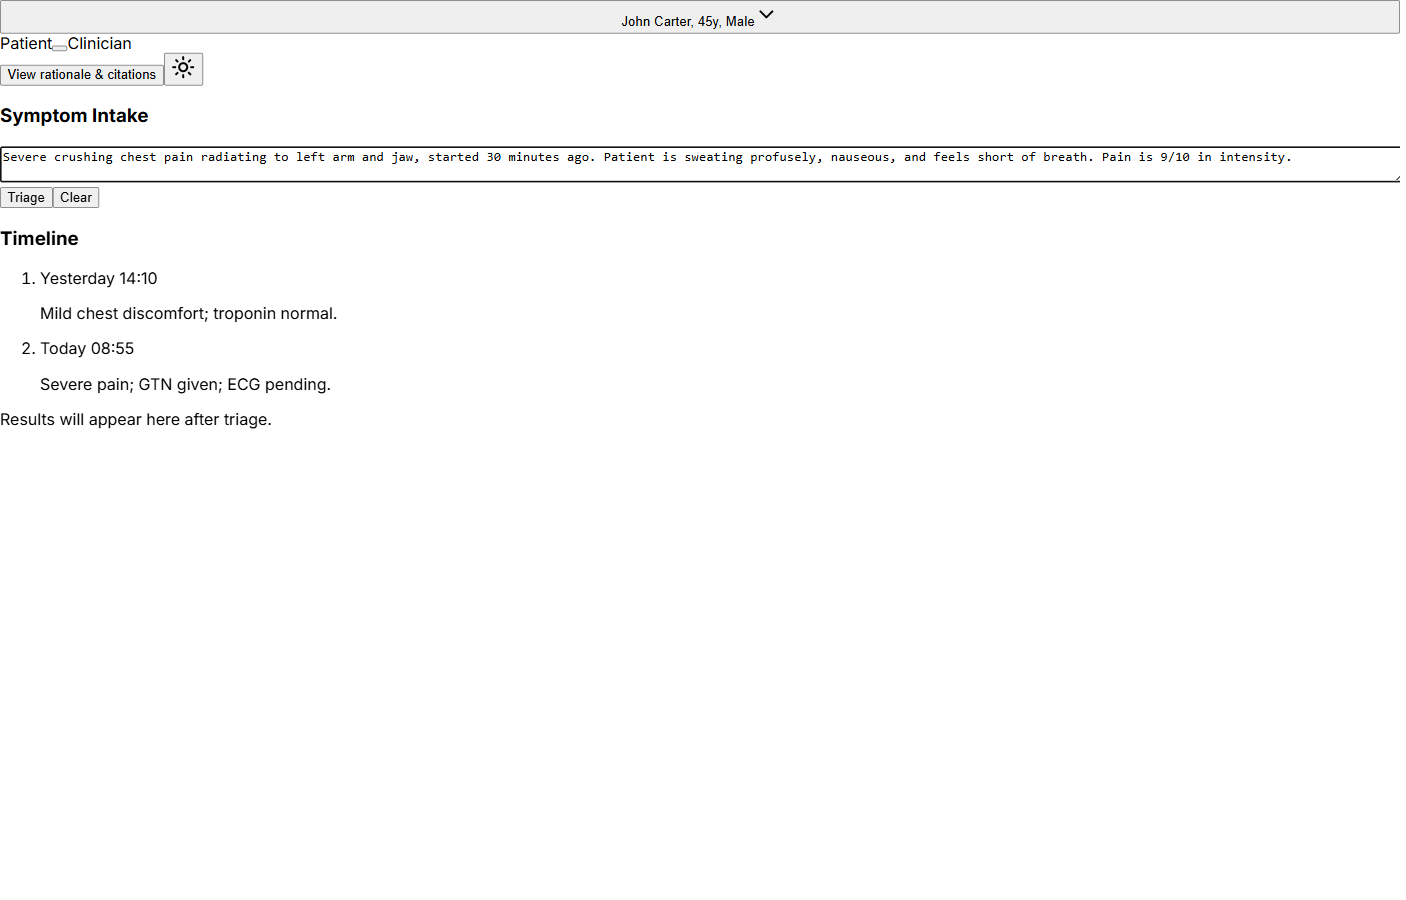 John Carter, 45y, Male
Patient Clinician
View rationale & citations
Symptom Intake
Severe crushing chest pain radiating to left arm and jaw, started 30 minutes ago. Patient is sweating profusely, nauseous, and feels short of breath. Pain is 9/10 in intensity.
Triage Clear
Timeline
1. Yesterday 14:10
Mild chest discomfort; troponin normal.
2. Today 08:55
Severe pain; GTN given; ECG pending.
Results will appear here after triage.